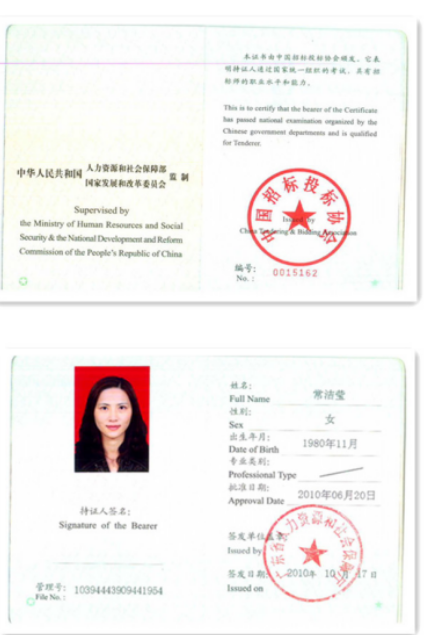 本证书由中国招标投标协会颁发，它表
明持证人通过国家统一组织的考试，具有招
标师的职业水平和能力。
This is to certify that the bearer of the Certificate
has passed national examination organized by the
Chinese government departments and is qualified
for Tenderer.
中华人民共和国 人力资源和社会保障部
国家发展和改革委员会 监制
Supervised by
the Ministry of Human Resources and Social
Security & the National Development and Reform
Commission of the People's Republic of China
中国招标投标协会
Issued by
China Tendering & Bidding Association
编号:
No. : 0015162
姓名:
Full Name 常洁莹
性别:
Sex 女
出生年月:
Date of Birth 1980年11月
专业类别:
Professional Type
批准日期:
Approval Date 2010年06月20日
持证人签名:
Signature of the Bearer
签发单位盖章:
Issued by
广东省人力资源和社会保障厅
签发日期: 2010年 10月 17日
Issued on
管理号: 10394443909441954
File No. :